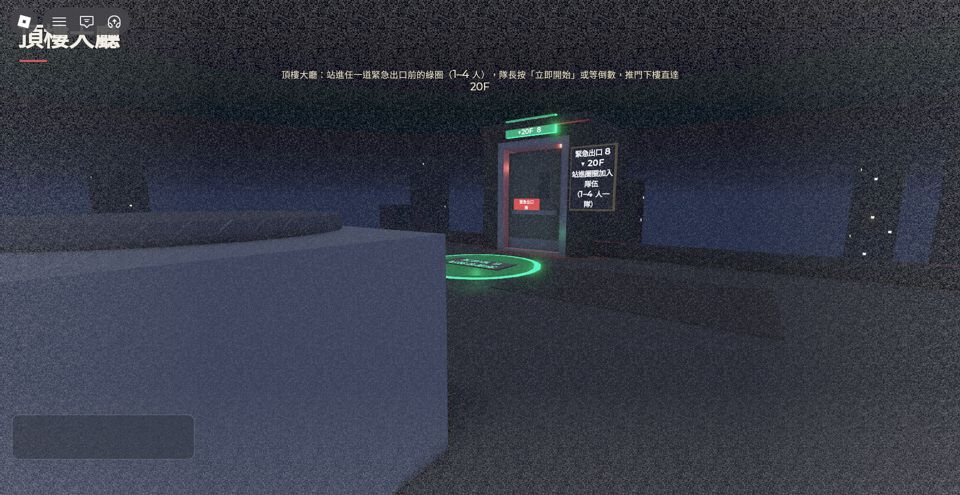 頂樓大廳
頂樓大廳：站進任一道緊急出口前的綠圈（1–4 人），隊長按「立即開始」或等倒數，推門下樓直達
20F
▼20F 8
緊急出口 8
▼ 20F
站進圈圈加入
隊伍
（1–4 人一
隊）